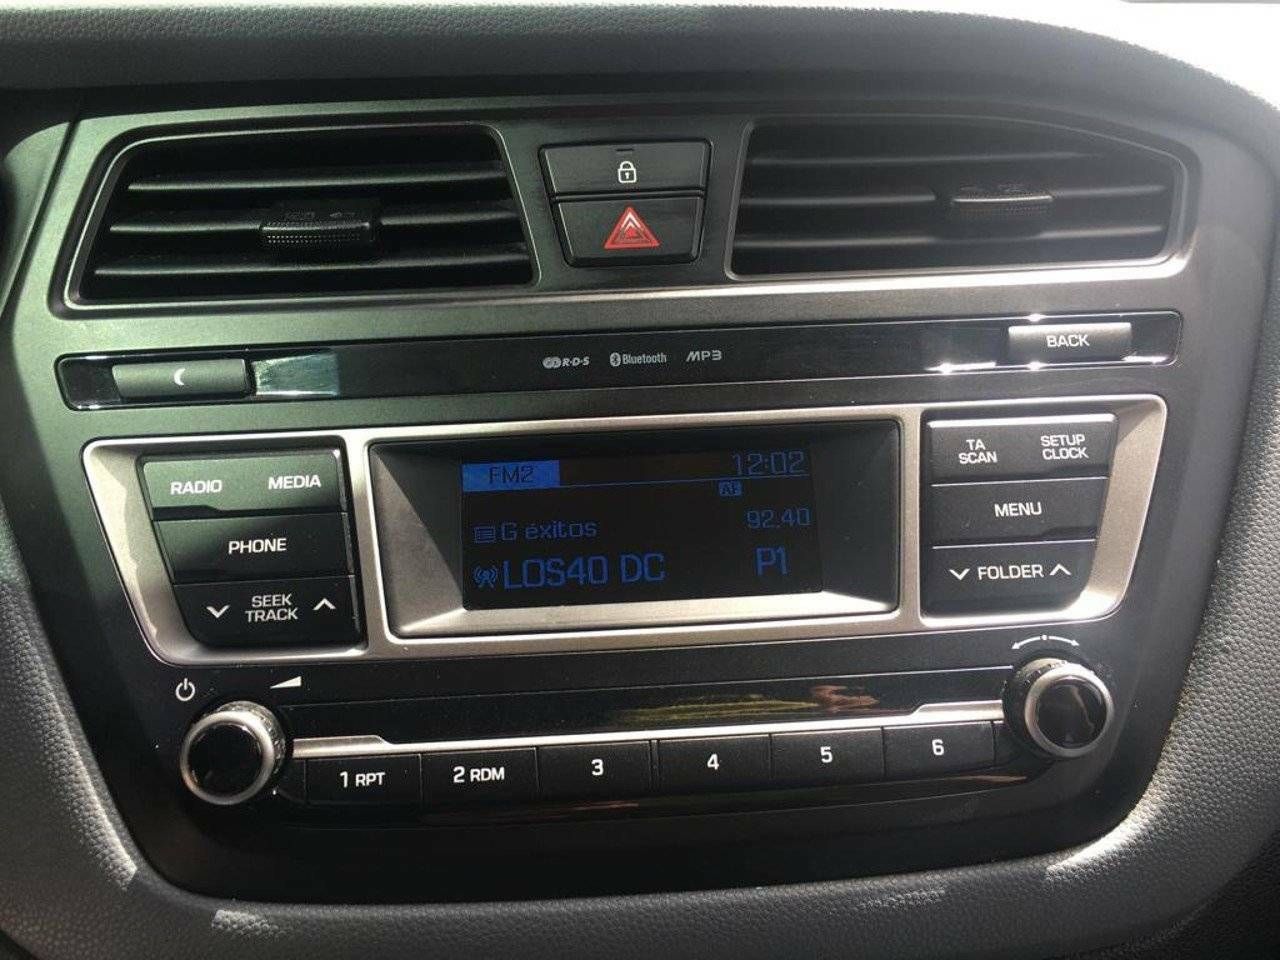 R·D·S Bluetooth MP3
BACK
RADIO MEDIA
PHONE
SEEK
TRACK
FM2 12:02
AF
G éxitos 92.40
LOS40 DC P1
TA
SCAN
SETUP
CLOCK
MENU
FOLDER
1 RPT 2 RDM 3 4 5 6